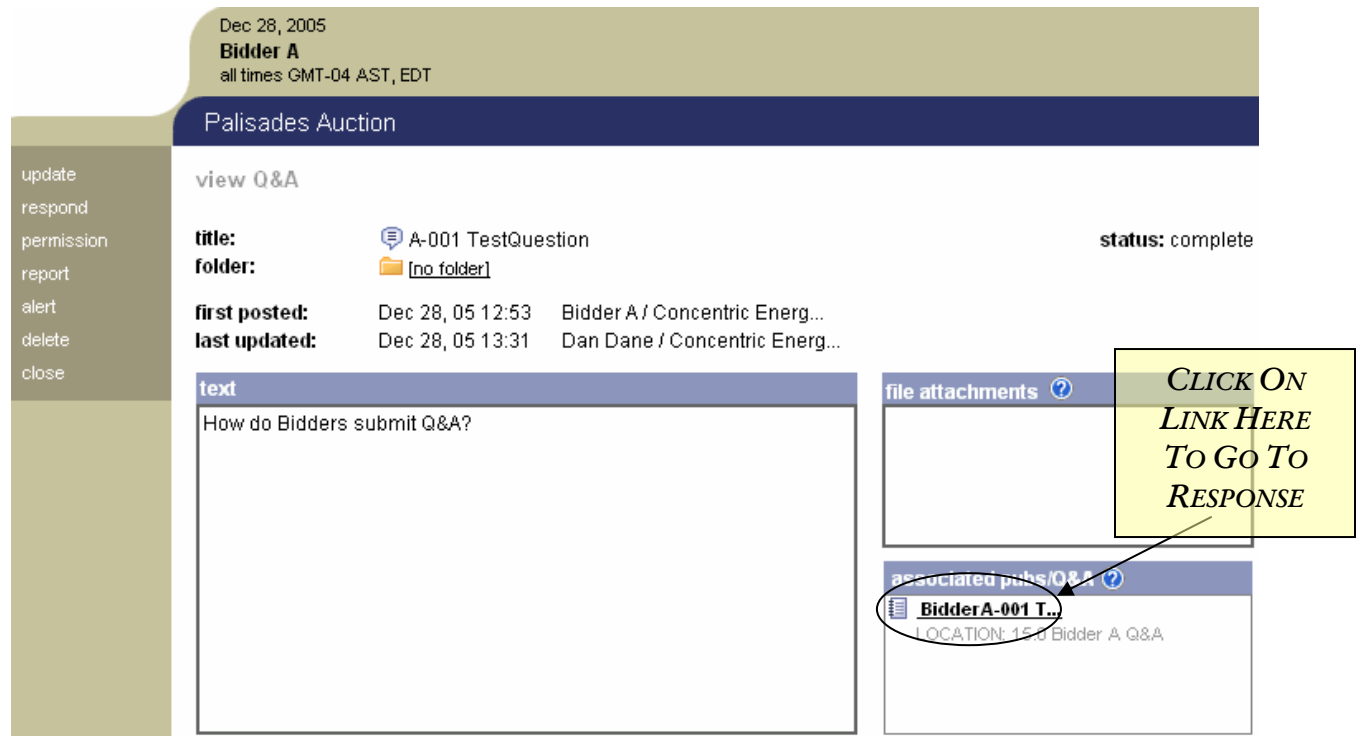 Dec 28, 2005
Bidder A
all times GMT-04 AST, EDT
Palisades Auction
update
respond
permission
report
alert
delete
close
view Q&A
title: A-001 TestQuestion status: complete
folder: [no folder]
first posted: Dec 28, 05 12:53 Bidder A / Concentric Energ...
last updated: Dec 28, 05 13:31 Dan Dane / Concentric Energ...
text
How do Bidders submit Q&A?
file attachments ?
CLICK ON
LINK HERE
TO GO TO
RESPONSE
associated pubs/Q&A ?
BidderA-001 T...
LOCATION: 15.0 Bidder A Q&A